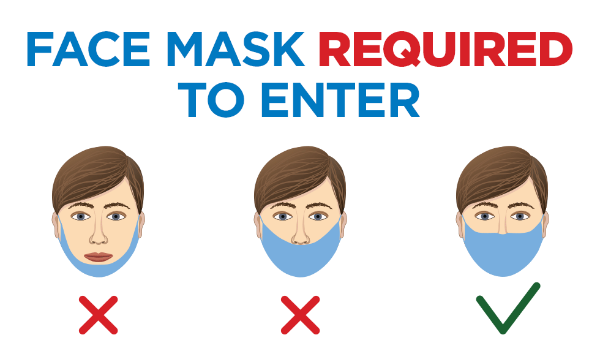 FACE MASK REQUIRED
TO ENTER